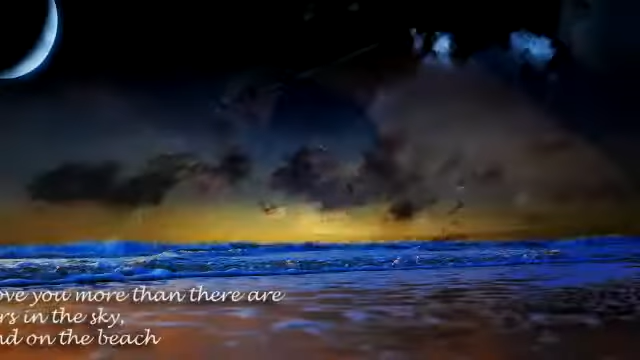 ove you more than there are
rs in the sky,
nd on the beach